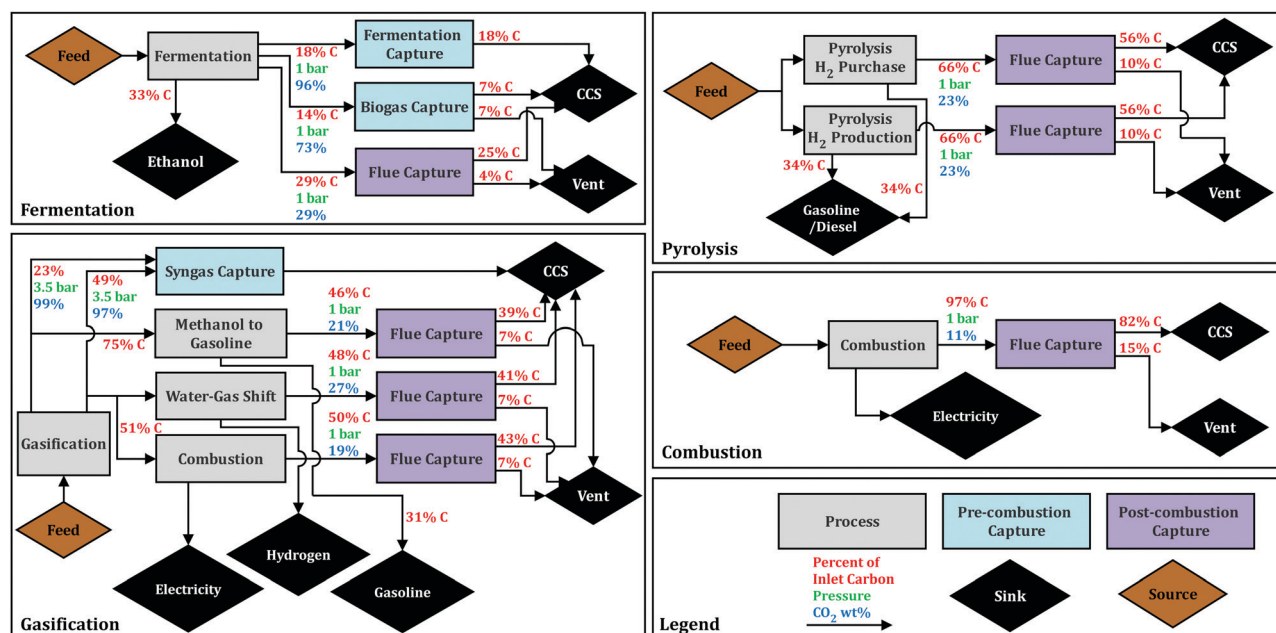 Feed
Fermentation
18% C
1 bar
96%
Fermentation
Capture
18% C
33% C
14% C
1 bar
73%
Biogas Capture
7% C
7% C
CCS
Ethanol
29% C
1 bar
29%
Flue Capture
25% C
4% C
Vent
Fermentation
Feed
Pyrolysis
H₂ Purchase
66% C
1 bar
23%
Flue Capture
56% C
10% C
CCS
Pyrolysis
H₂ Production
66% C
1 bar
23%
Flue Capture
56% C
10% C
34% C
34% C
Gasoline
/Diesel
Vent
Pyrolysis
23%
3.5 bar
99%
49%
3.5 bar
97%
Syngas Capture
CCS
75% C
Methanol to
Gasoline
46% C
1 bar
21%
Flue Capture
39% C
7% C
Water-Gas Shift
48% C
1 bar
27%
Flue Capture
41% C
7% C
Gasification
51% C
Combustion
50% C
1 bar
19%
Flue Capture
43% C
7% C
Vent
Feed
31% C
Electricity
Hydrogen
Gasoline
Gasification
Feed
Combustion
97% C
1 bar
11%
Flue Capture
82% C
15% C
CCS
Electricity
Vent
Combustion
Process
Pre-combustion
Capture
Post-combustion
Capture
Percent of
Inlet Carbon
Pressure
CO₂ wt%
Sink
Source
Legend